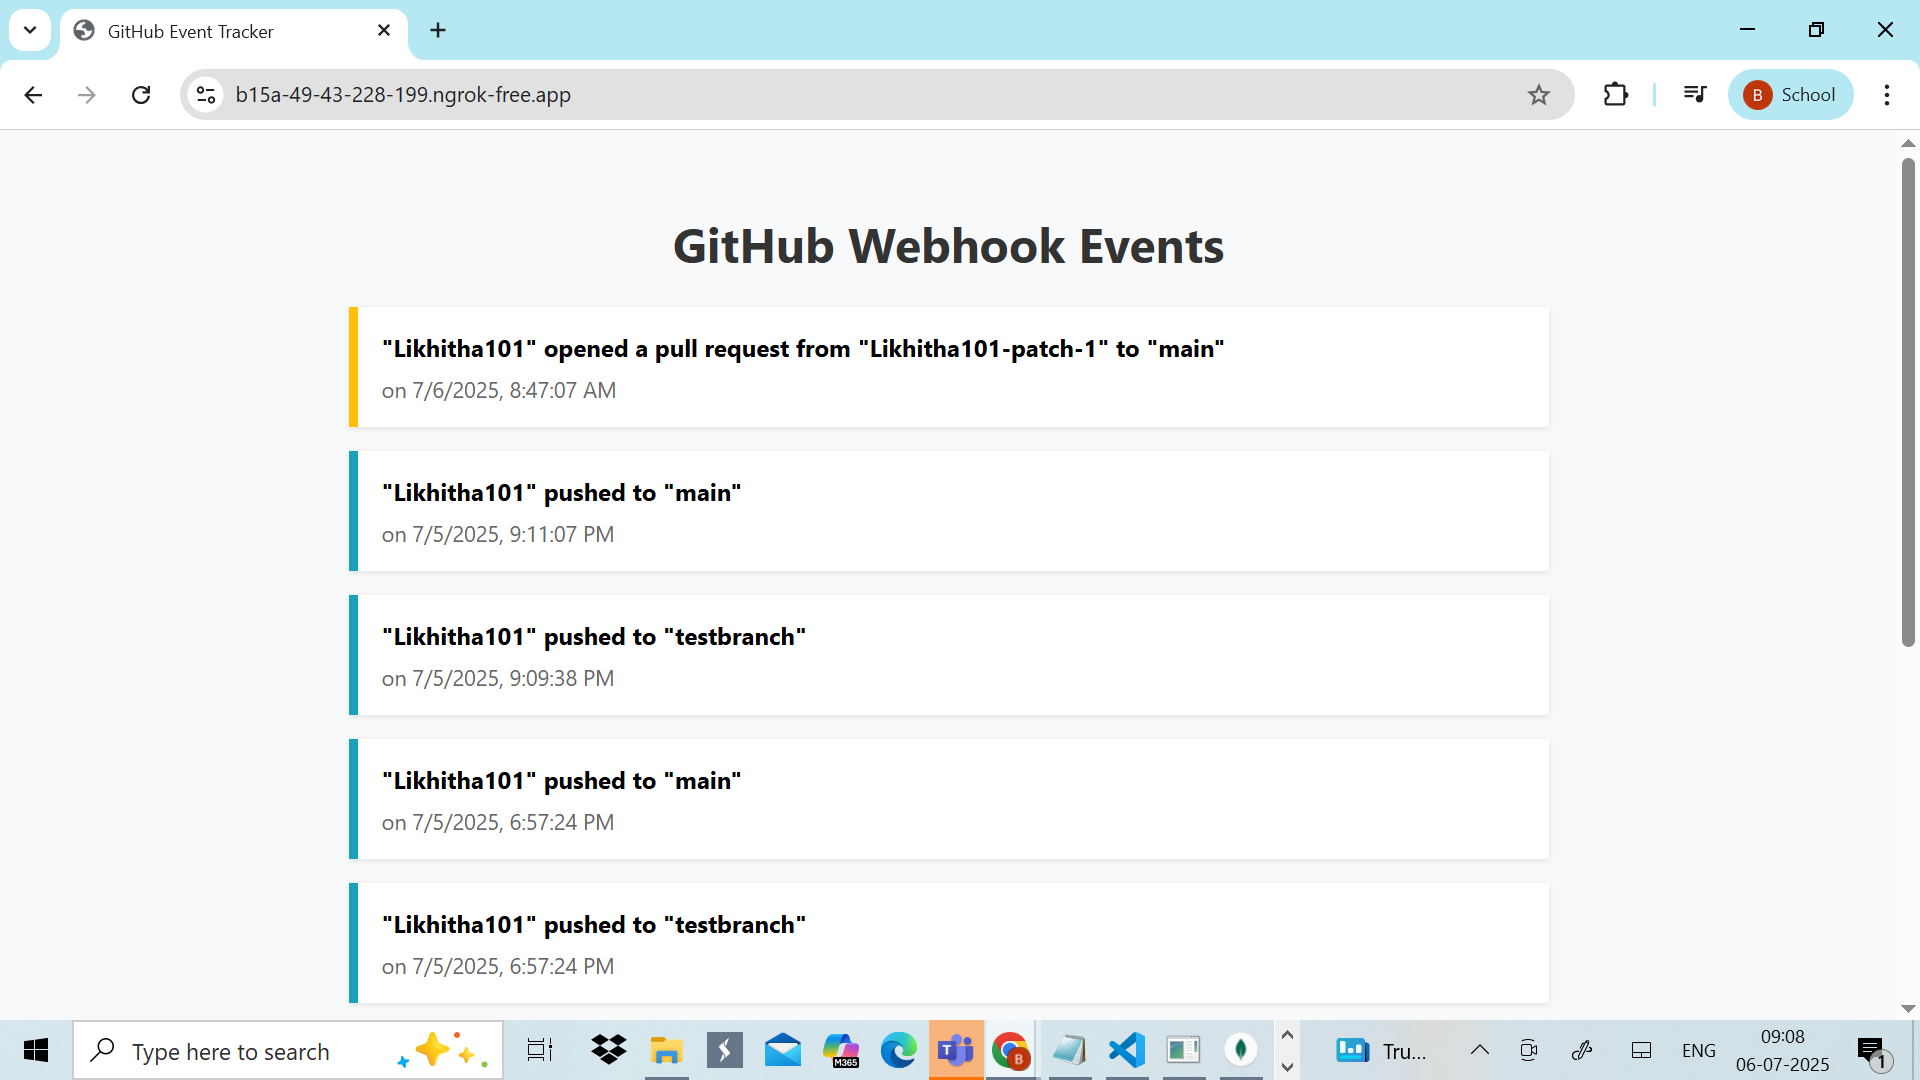 GitHub Event Tracker
b15a-49-43-228-199.ngrok-free.app
B
School
GitHub Webhook Events
"Likhitha101" opened a pull request from "Likhitha101-patch-1" to "main"
on 7/6/2025, 8:47:07 AM
"Likhitha101" pushed to "main"
on 7/5/2025, 9:11:07 PM
"Likhitha101" pushed to "testbranch"
on 7/5/2025, 9:09:38 PM
"Likhitha101" pushed to "main"
on 7/5/2025, 6:57:24 PM
"Likhitha101" pushed to "testbranch"
on 7/5/2025, 6:57:24 PM
Type here to search
M365
T
B
Tru...
ENG
09:08
06-07-2025
1